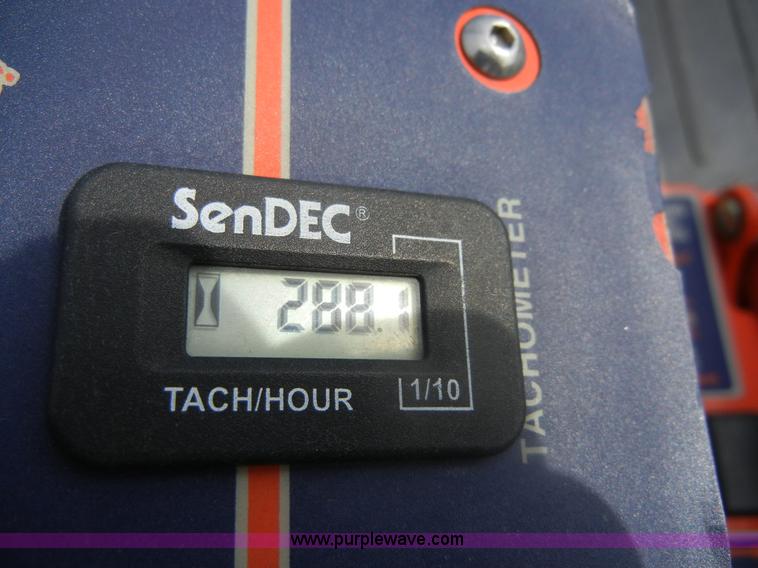 SenDEC®
288.1
TACH/HOUR
1/10
TACHOMETER
www.purplewave.com